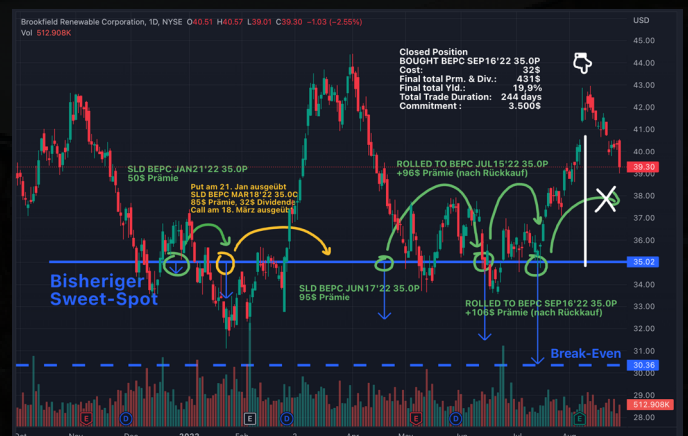 Brookfield Renewable Corporation, 1D, NYSE O40.51 H40.57 L39.01 C39.30 −1.03 (−2.55%)
USD
Vol 512.908K
45.00
44.00
43.00
42.00
41.00
40.00
39.30
38.00
37.00
36.00
35.02
34.00
33.00
32.00
31.00
30.36
30.00
29.00
512.908K
28.00
Closed Position
BOUGHT BEPC SEP16'22 35.0P
Cost: 32$
Final total Prm. & Div.: 431$
Final total Yld.: 19,9%
Total Trade Duration: 244 days
Commitment : 3.500$
SLD BEPC JAN21'22 35.0P
50$ Prämie
Put am 21. Jan ausgeübt
SLD BEPC MAR18'22 35.0C
85$ Prämie, 32$ Dividende
Call am 18. März ausgeübt
ROLLED TO BEPC JUL15'22 35.0P
+96$ Prämie (nach Rückkauf)
Bisheriger
Sweet-Spot
SLD BEPC JUN17'22 35.0P
95$ Prämie
ROLLED TO BEPC SEP16'22 35.0P
+106$ Prämie (nach Rückkauf)
Break-Even
E
D
E
D
E
D
E
Nov
Dec
2022
Feb
Apr
Jun
Jul
Aug